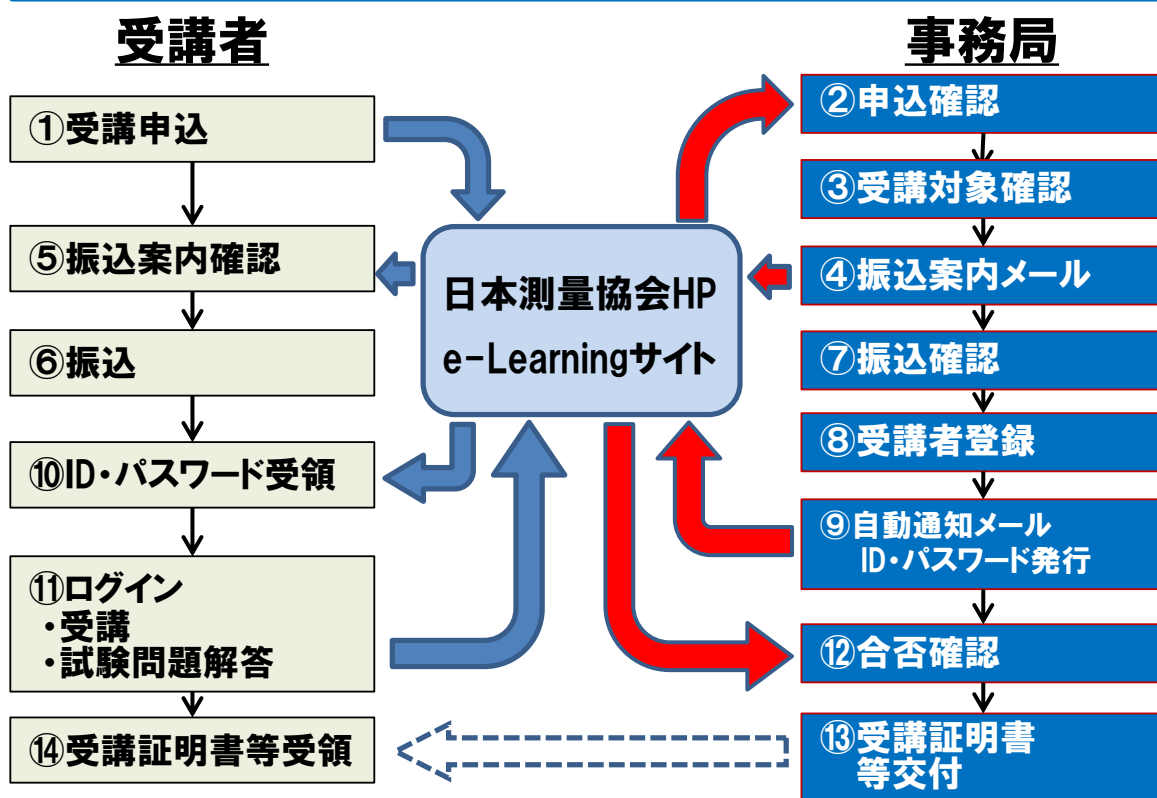 受講者
事務局
①受講申込
②申込確認
③受講対象確認
⑤振込案内確認
④振込案内メール
日本測量協会HP
e-Learningサイト
⑥振込
⑦振込確認
⑧受講者登録
⑩ID・パスワード受領
⑨自動通知メール
ID・パスワード発行
⑪ログイン
・受講
・試験問題解答
⑫合否確認
⑭受講証明書等受領
⑬受講証明書
等交付